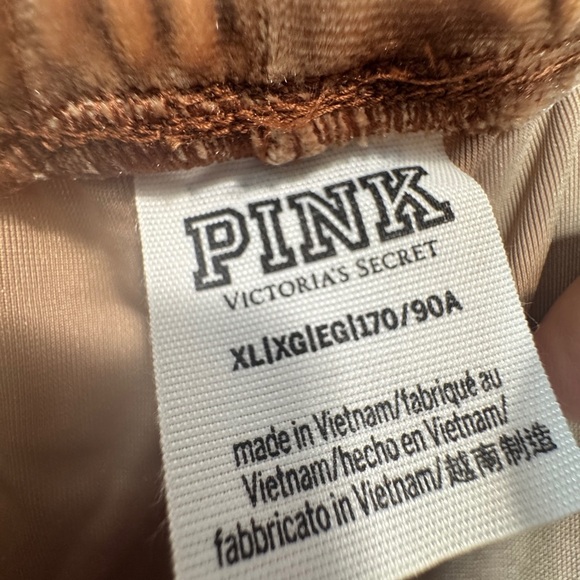 PINK
VICTORIA'S SECRET
XL|XG|EG|170/90A
made in Vietnam/fabriqué au
Vietnam/hecho en Vietnam/
fabbricato in Vietnam/越南制造